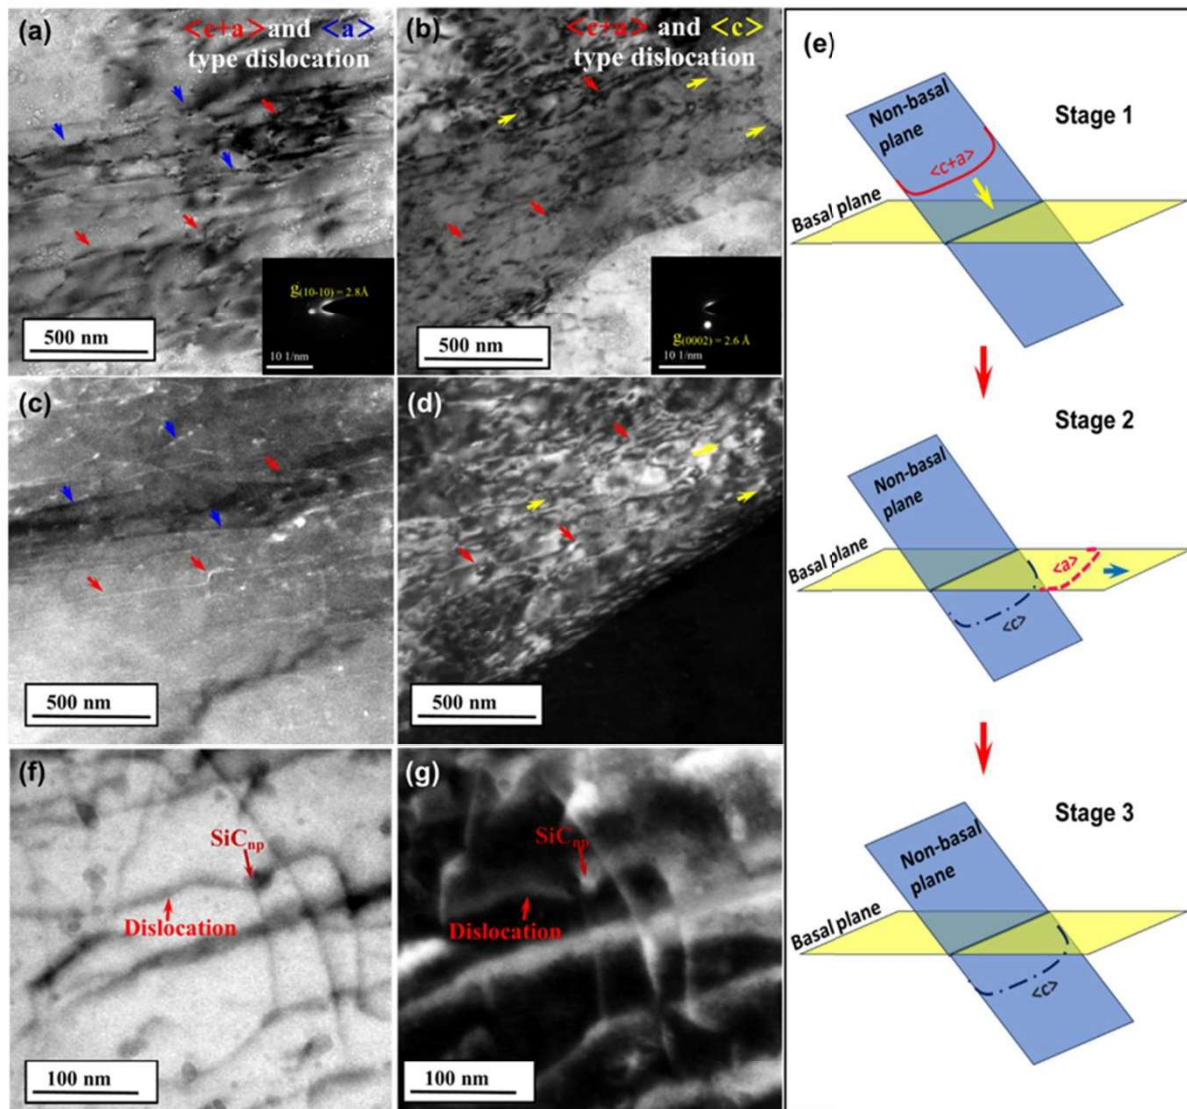 (a)
<c+a> and <a>
type dislocation
g(10-10) = 2.8Å
10 1/nm
500 nm
(b)
<c+a> and <c>
type dislocation
g(0002) = 2.6 Å
10 1/nm
500 nm
(c)
500 nm
(d)
500 nm
(f)
SiCnp
Dislocation
100 nm
(g)
SiCnp
Dislocation
100 nm
(e)
Stage 1
Non-basal
plane
<c+a>
Basal plane
Stage 2
Non-basal
plane
Basal plane
<a>
<c>
Stage 3
Non-basal
plane
Basal plane
<c>